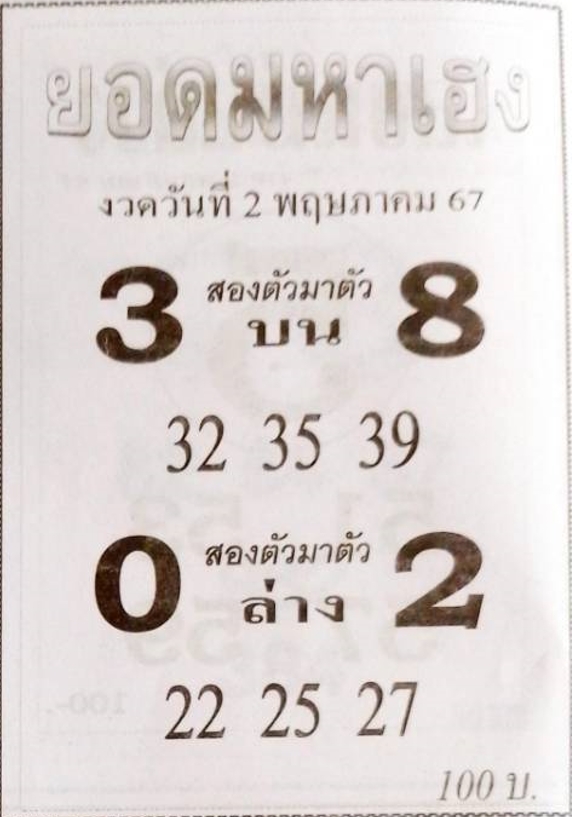 ยอดมหาเฮง
งวดวันที่ 2 พฤษภาคม 67
3 สองตัวมาตัว 8
บน
32 35 39
0 สองตัวมาตัว 2
ล่าง
22 25 27
100 บ.